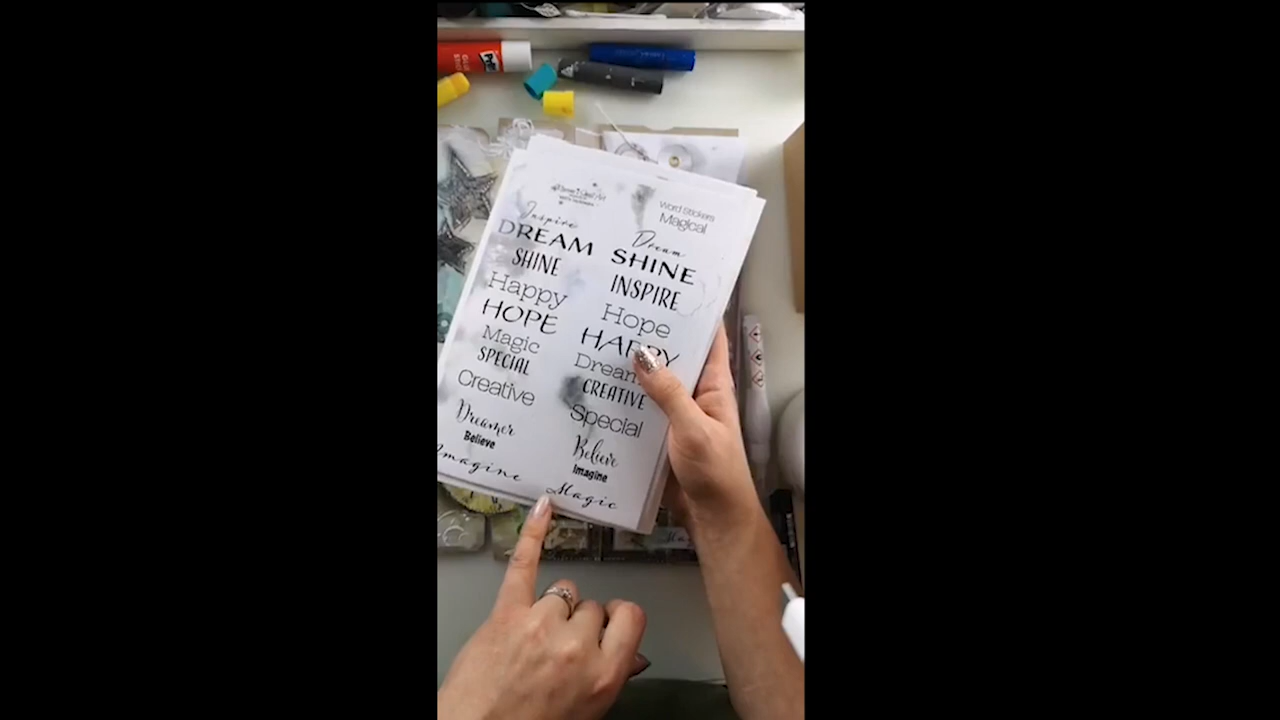 Word Stickers
Magical
Inspire
DREAM
SHINE
Happy
HOPE
Magic
SPECIAL
Creative
Dreamer
Believe
Imagine
Dream
SHINE
INSPIRE
Hope
HAPPY
Dream
CREATIVE
Special
Believe
Imagine
Magic
Pritt